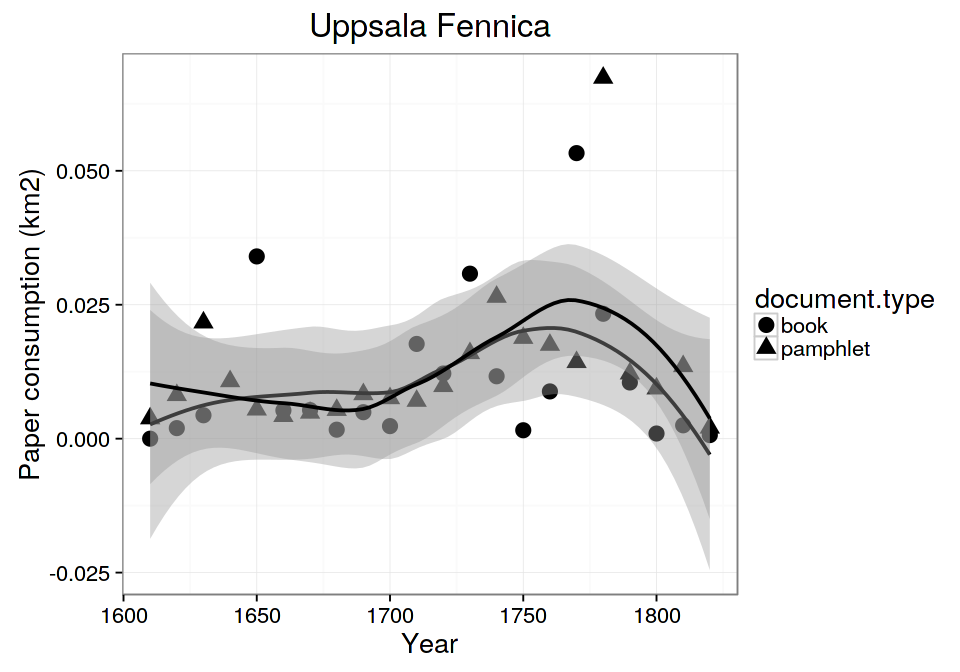 Uppsala Fennica
Paper consumption (km2)
0.050
0.025
0.000
-0.025
1600 1650 1700 1750 1800
Year
document.type
book
pamphlet